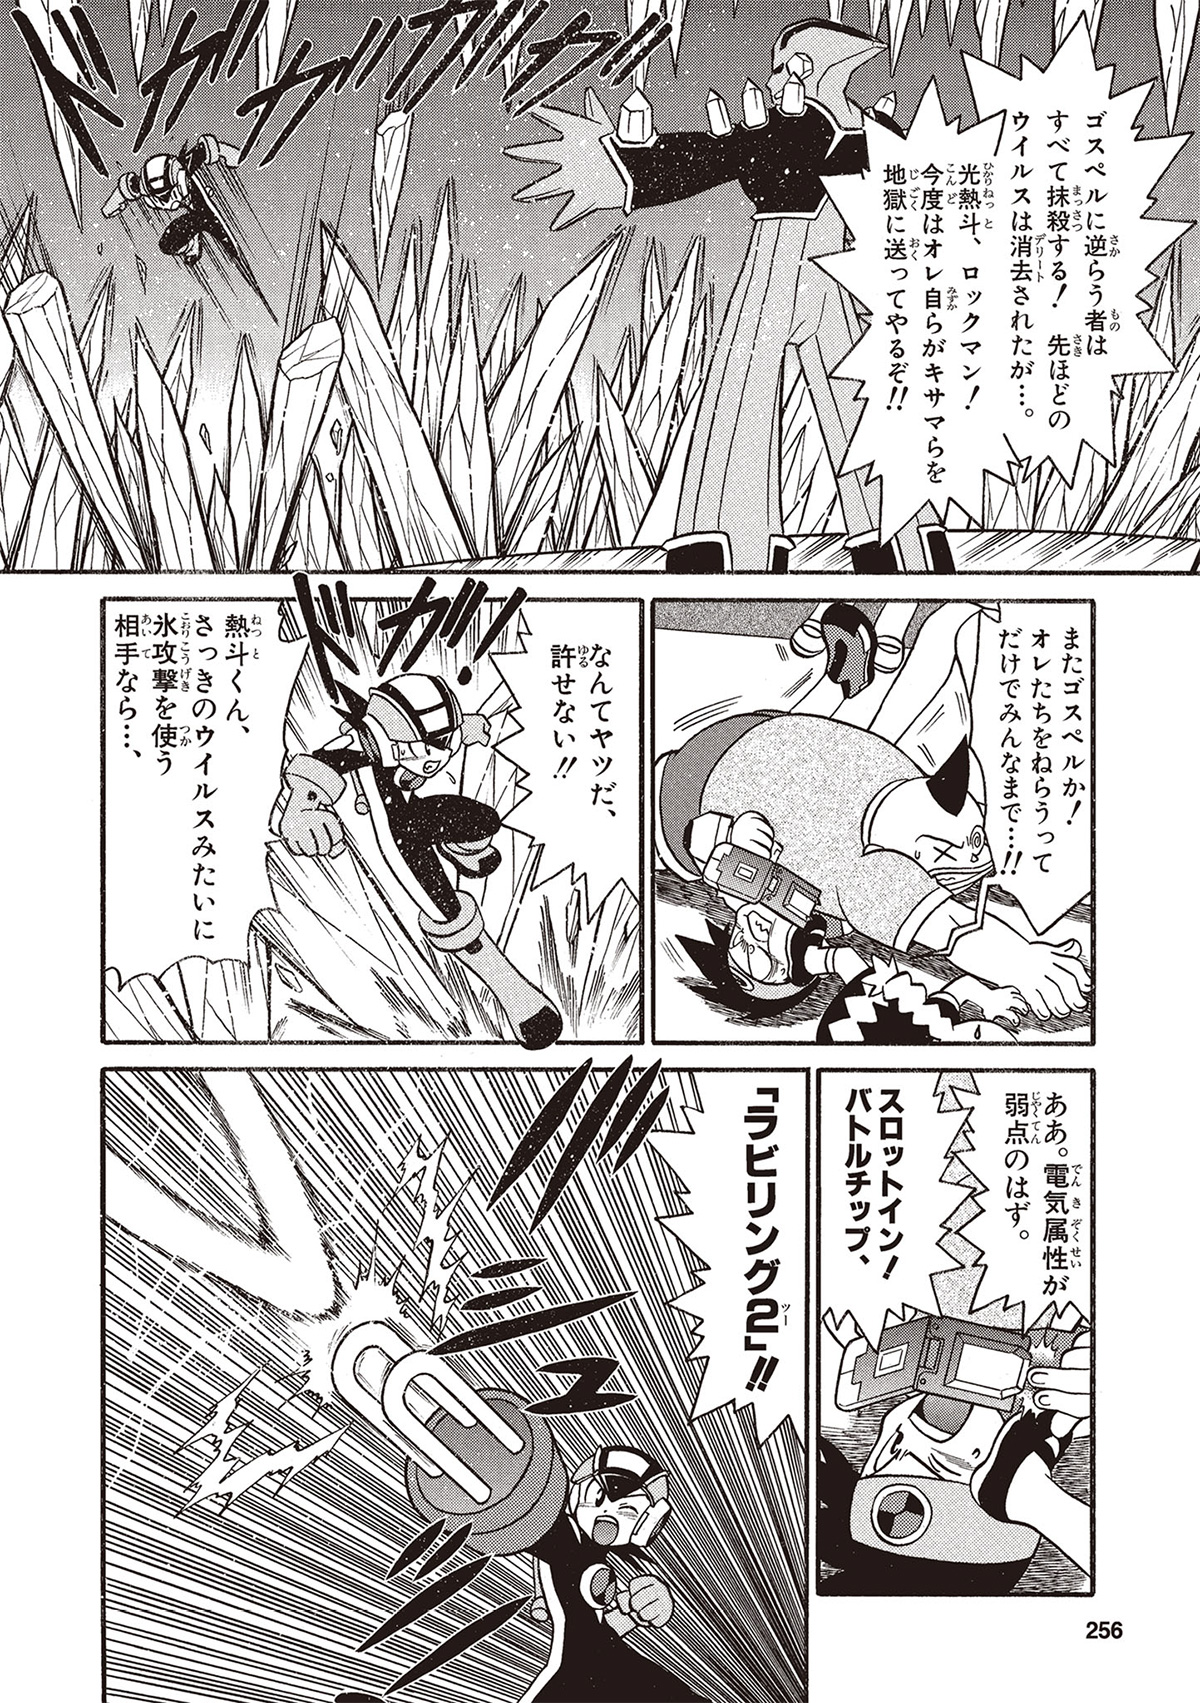 ゴスペルに逆らう者は
すべて抹殺する! 先ほどの
ウイルスは消去されたが…。
光熱斗、ロックマン!
今度はオレ自らがキサマらを
地獄に送ってやるぞ!!
ガガガガガガ
またゴスペルか!
オレたちをねらうって
だけでみんなまで…!!
なんてヤツだ、
許せない!!
ガガッ!
熱斗くん、
さっきのウイルスみたいに
氷攻撃を使う
相手なら…、
ああ。電気属性が
弱点のはず。
スロットイン!
バトルチップ、
「ラビリング2」!!
256